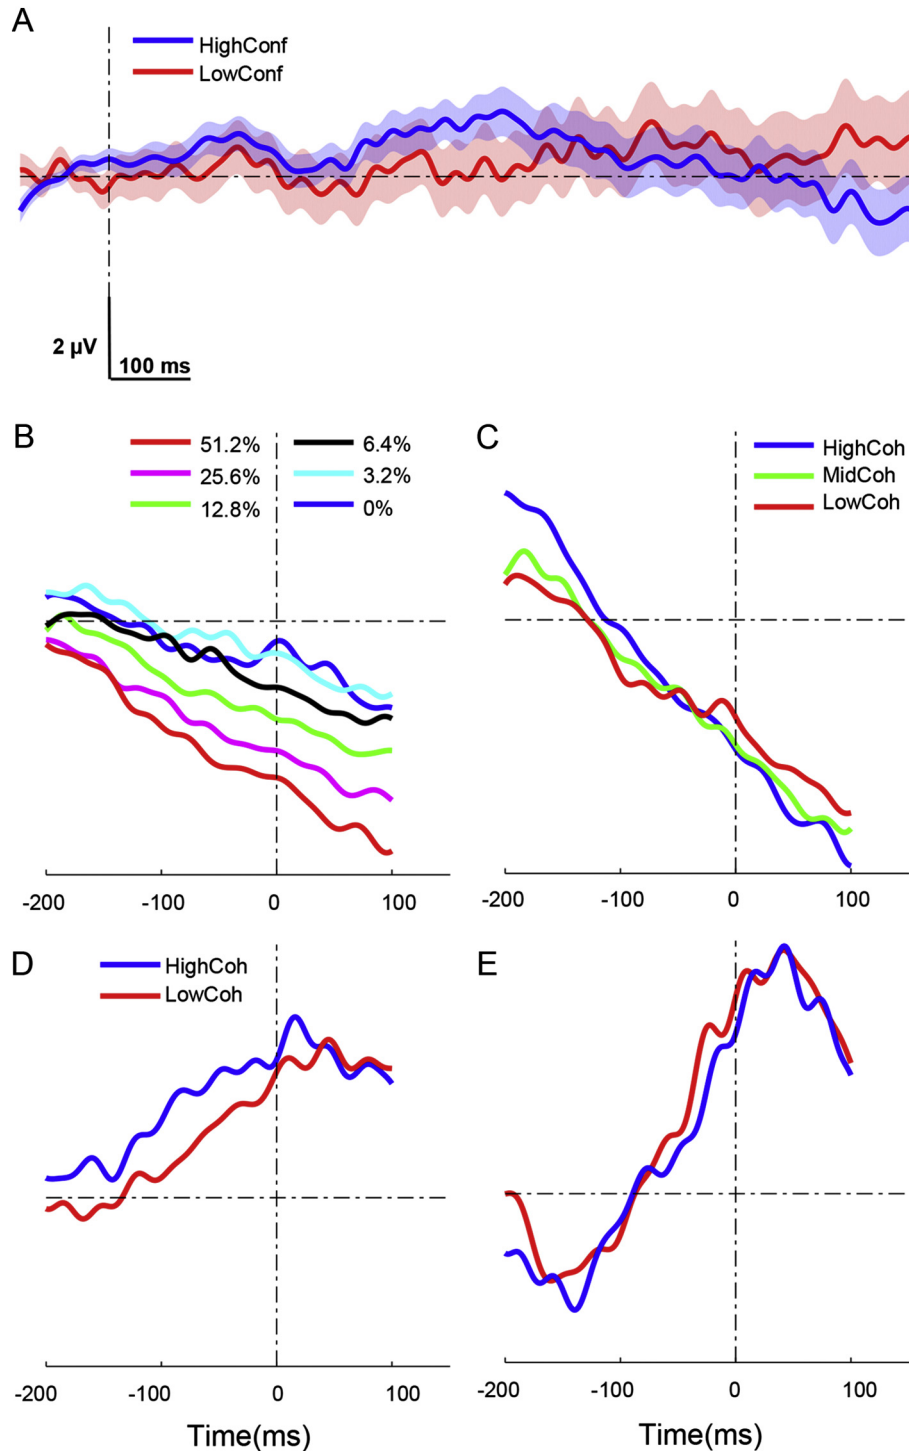 A
HighConf
LowConf
2 µV
100 ms
B
51.2%
6.4%
25.6%
3.2%
12.8%
0%
-200
-100
0
100
C
HighCoh
MidCoh
LowCoh
-200
-100
0
100
D
HighCoh
LowCoh
-200
-100
0
100
Time(ms)
E
-200
-100
0
100
Time(ms)